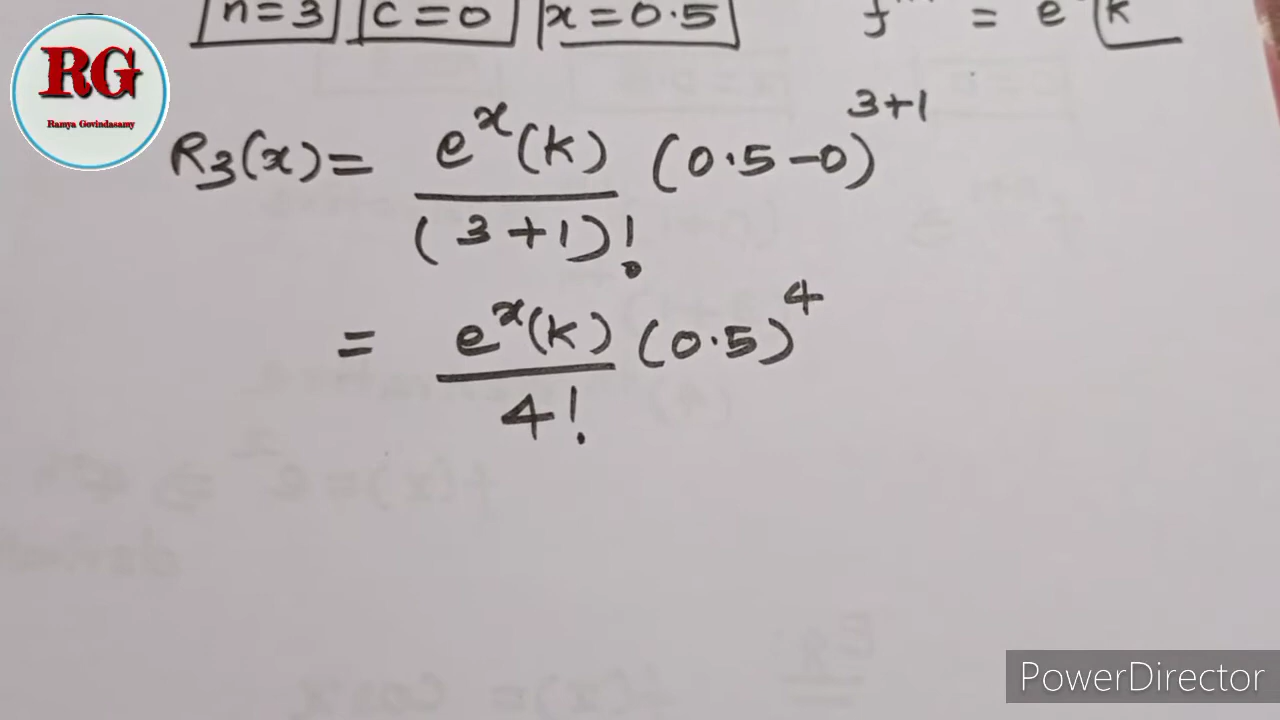 n=3 c=0 x=0.5 = e k
RG
Ramya Govindasamy
R₃(x) = e^x(k) (0.5-0)^3+1
(3+1)!
= e^x(k) (0.5)^4
4!
PowerDirector